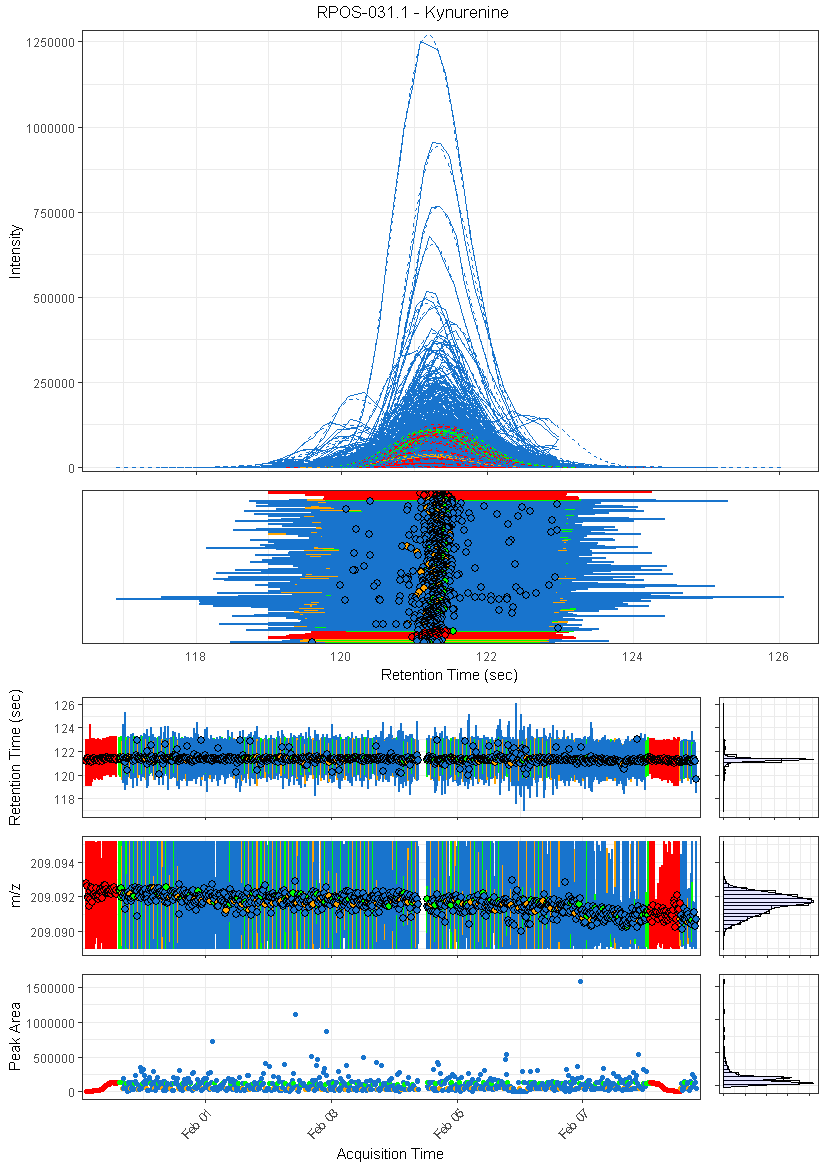 RPOS-031.1 - Kynurenine
1250000
1000000
750000
500000
250000
0
Intensity
118
120
122
124
126
Retention Time (sec)
126
124
122
120
118
Retention Time (sec)
209.094
209.092
209.090
m/z
1500000
1000000
500000
0
Peak Area
Feb 01
Feb 03
Feb 05
Feb 07
Acquisition Time